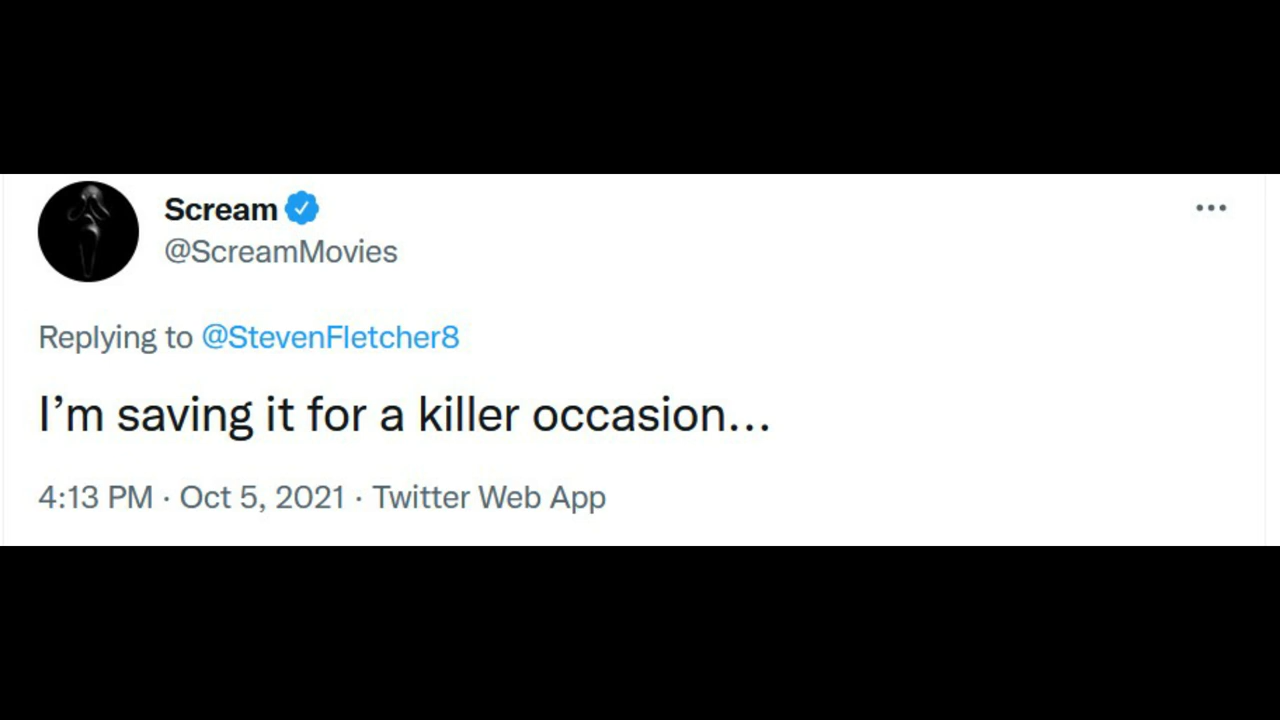 Scream
@ScreamMovies
Replying to @StevenFletcher8
I’m saving it for a killer occasion...
4:13 PM · Oct 5, 2021 · Twitter Web App